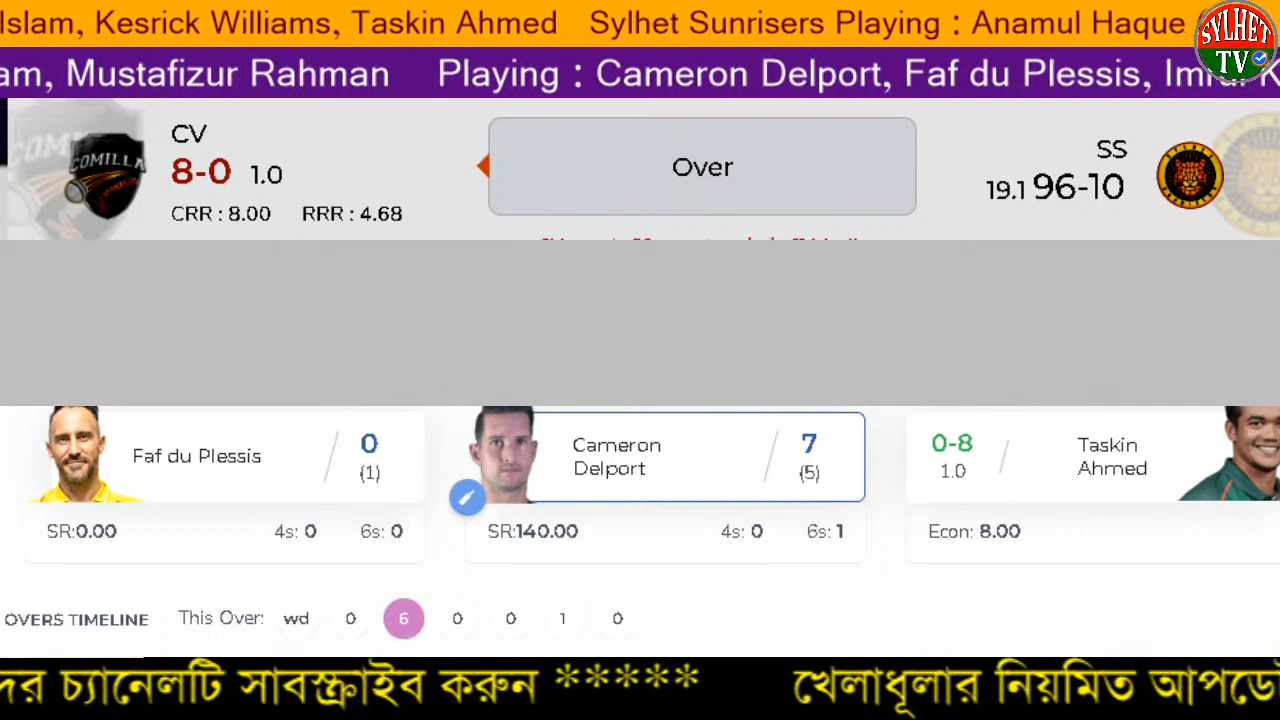 Islam, Kesrick Williams, Taskin Ahmed Sylhet Sunrisers Playing : Anamul Haque
SYLHET
TV
am, Mustafizur Rahman Playing : Cameron Delport, Faf du Plessis,
COMILLA
CV
8-0 1.0
CRR : 8.00 RRR : 4.68
Over
SS
19.1 96-10
Faf du Plessis 0 (1)
SR:0.00 4s: 0 6s: 0
Cameron Delport 7 (5)
SR:140.00 4s: 0 6s: 1
0-8 1.0 Taskin Ahmed
Econ: 8.00
OVERS TIMELINE This Over: wd 0 6 0 0 1 0
দের চ্যানেলটি সাবস্ক্রাইব করুন ***** খেলাধূলার নিয়মিত আপডে